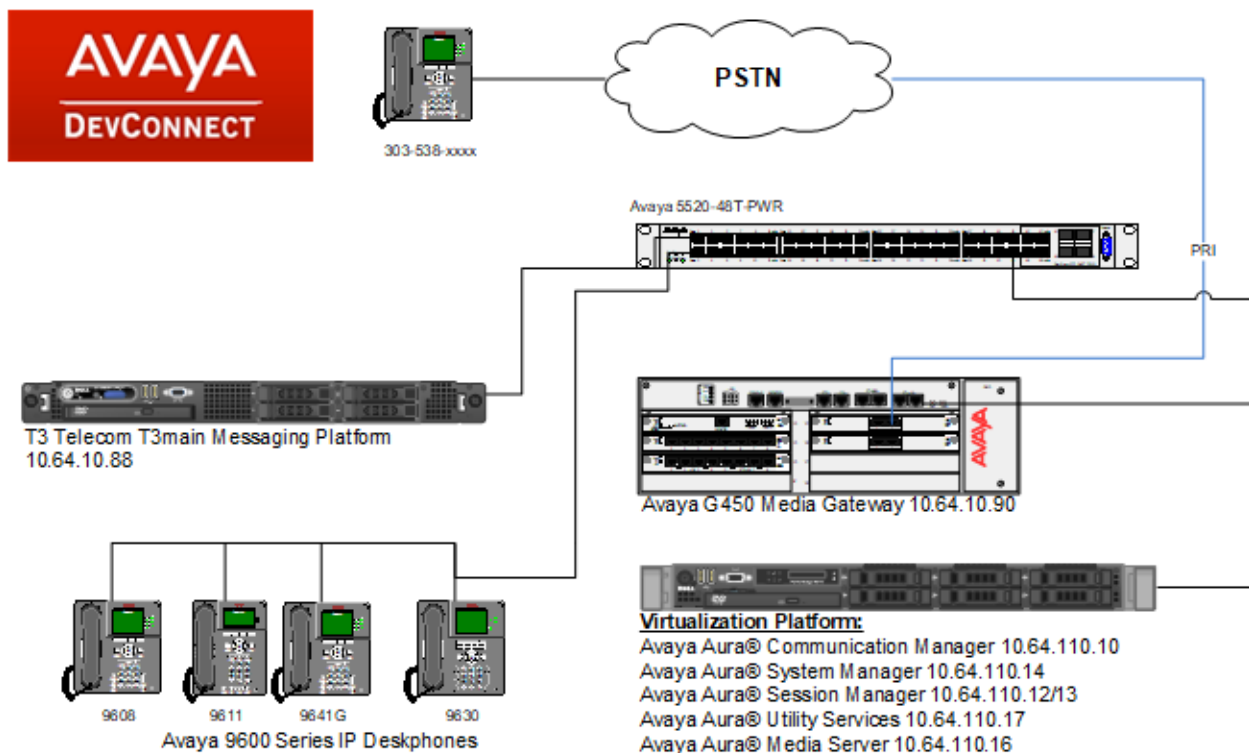 AVAYA
DEVCONNECT
303-538-xxxx
PSTN
Avaya 5520-48T-PWR
PRI
T3 Telecom T3main Messaging Platform
10.64.10.88
AVAYA
Avaya G450 Media Gateway 10.64.10.90
9608
9611
9641G
9630
Avaya 9600 Series IP Deskphones
Virtualization Platform:
Avaya Aura® Communication Manager 10.64.110.10
Avaya Aura® System Manager 10.64.110.14
Avaya Aura® Session Manager 10.64.110.12/13
Avaya Aura® Utility Services 10.64.110.17
Avaya Aura® Media Server 10.64.110.16